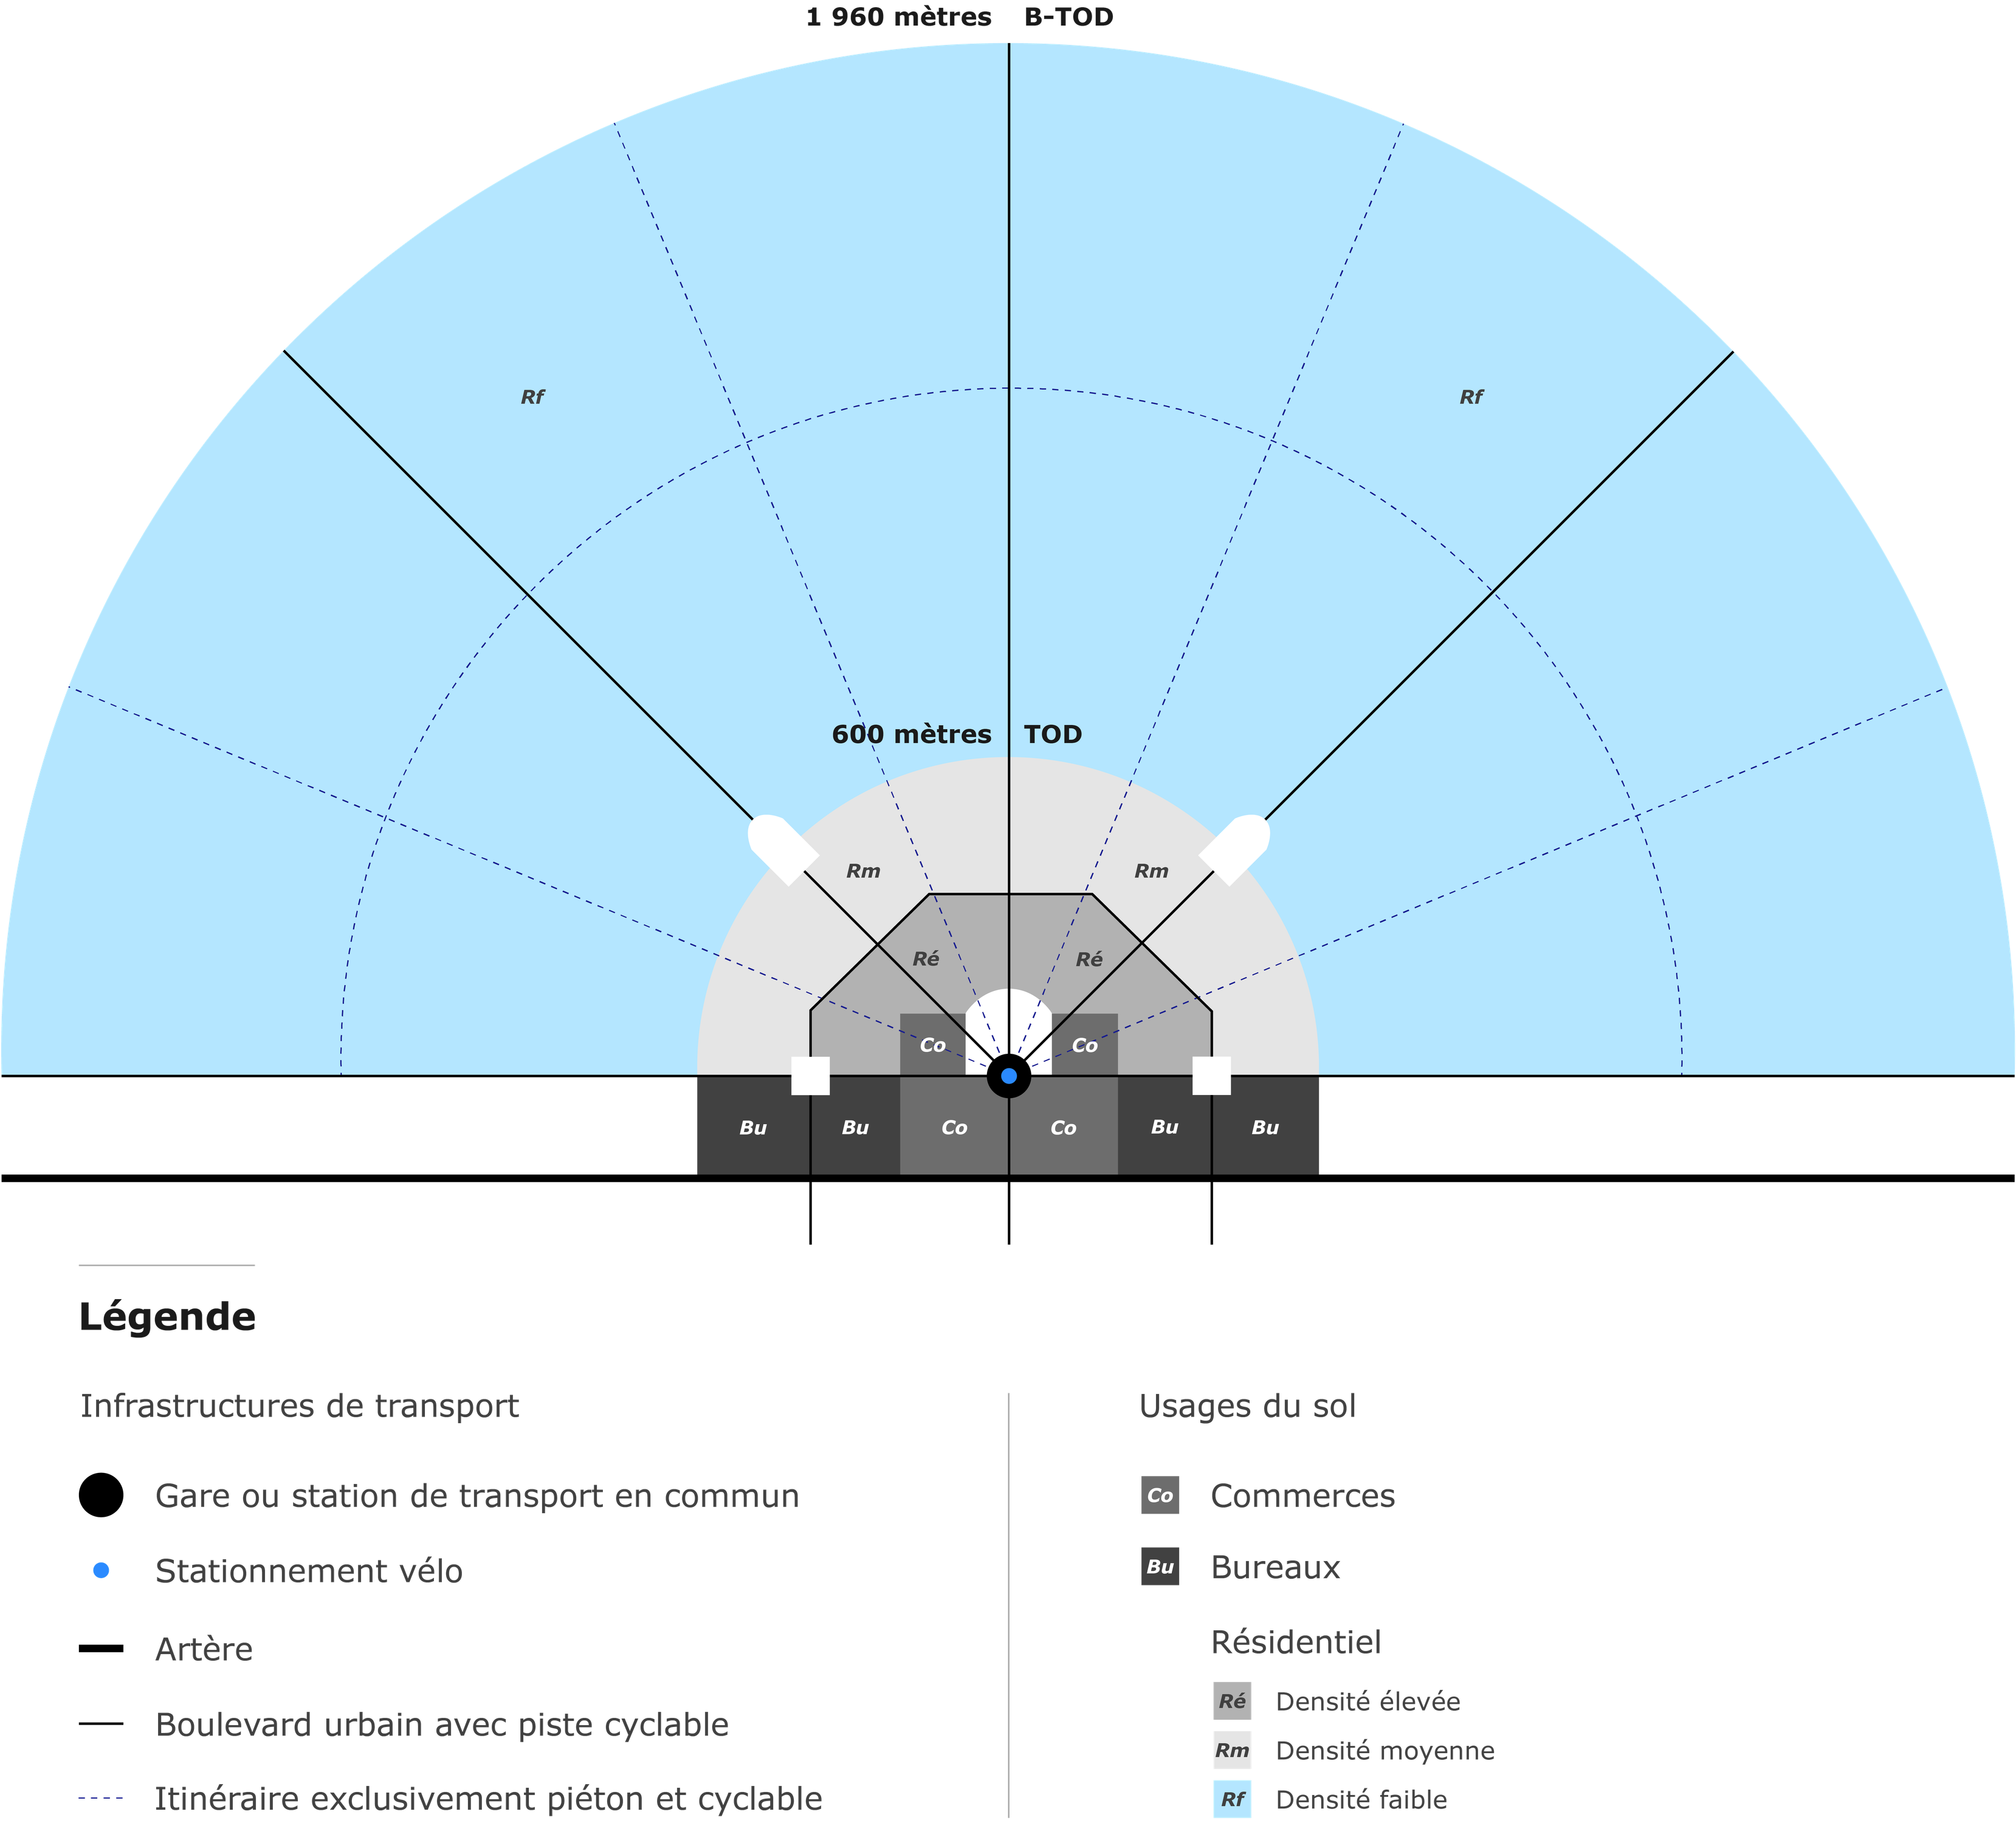 1 960 mètres B-TOD
Rf Rf
600 mètres TOD
Rm Rm
Ré Ré
Co Co
Bu Bu Co Co Bu Bu
Légende
Infrastructures de transport
Gare ou station de transport en commun
Stationnement vélo
Artère
Boulevard urbain avec piste cyclable
Itinéraire exclusivement piéton et cyclable
Usages du sol
Co Commerces
Bu Bureaux
Résidentiel
Ré Densité élevée
Rm Densité moyenne
Rf Densité faible